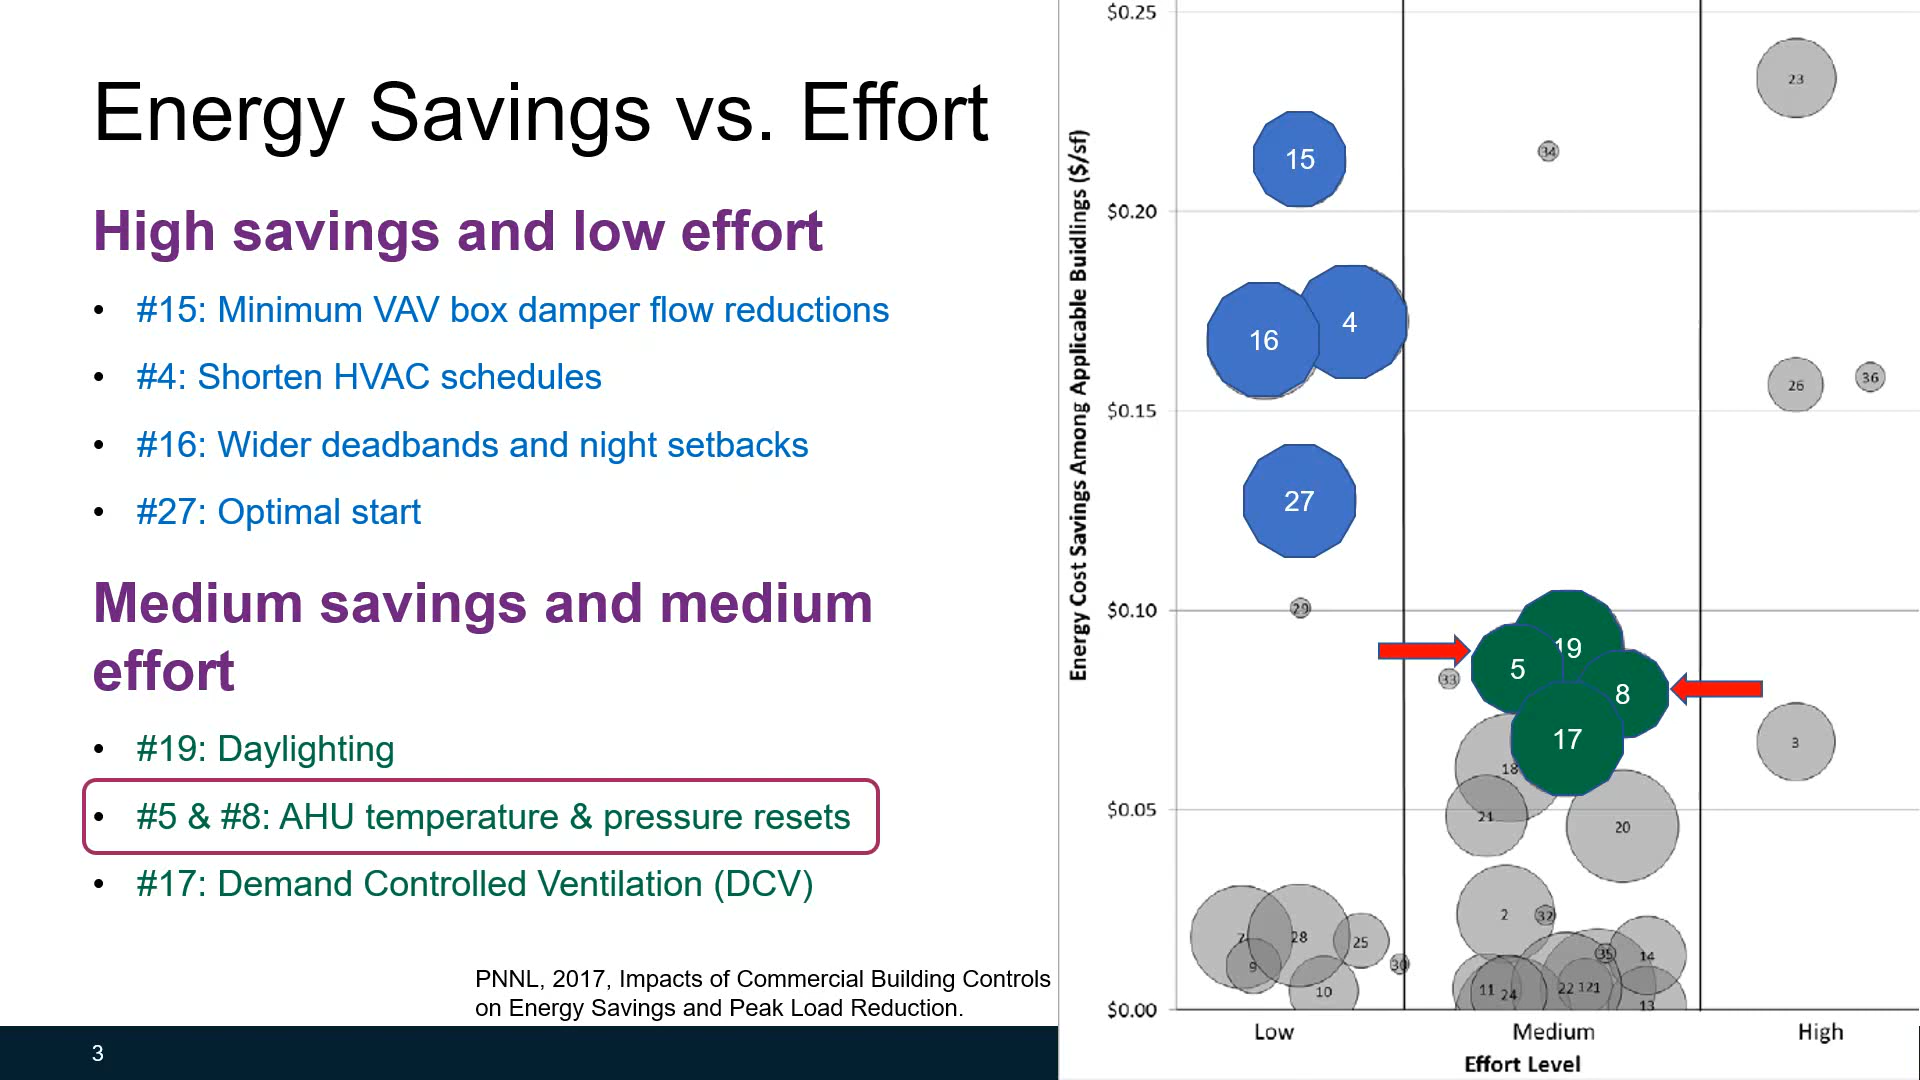 Energy Savings vs. Effort
High savings and low effort
• #15: Minimum VAV box damper flow reductions
• #4: Shorten HVAC schedules
• #16: Wider deadbands and night setbacks
• #27: Optimal start
Medium savings and medium
effort
• #19: Daylighting
• #5 & #8: AHU temperature & pressure resets
• #17: Demand Controlled Ventilation (DCV)
PNNL, 2017, Impacts of Commercial Building Controls
on Energy Savings and Peak Load Reduction.
3
Energy Cost Savings Among Applicable Buidlings ($/sf)
$0.25
$0.20
$0.15
$0.10
$0.05
$0.00
23
34
15
4
16
26
36
27
29
19
5
33
8
17
3
18
21
20
2
32
7
28
25
9
30
10
35
14
11
24
22
12
1
13
Low
Medium
High
Effort Level